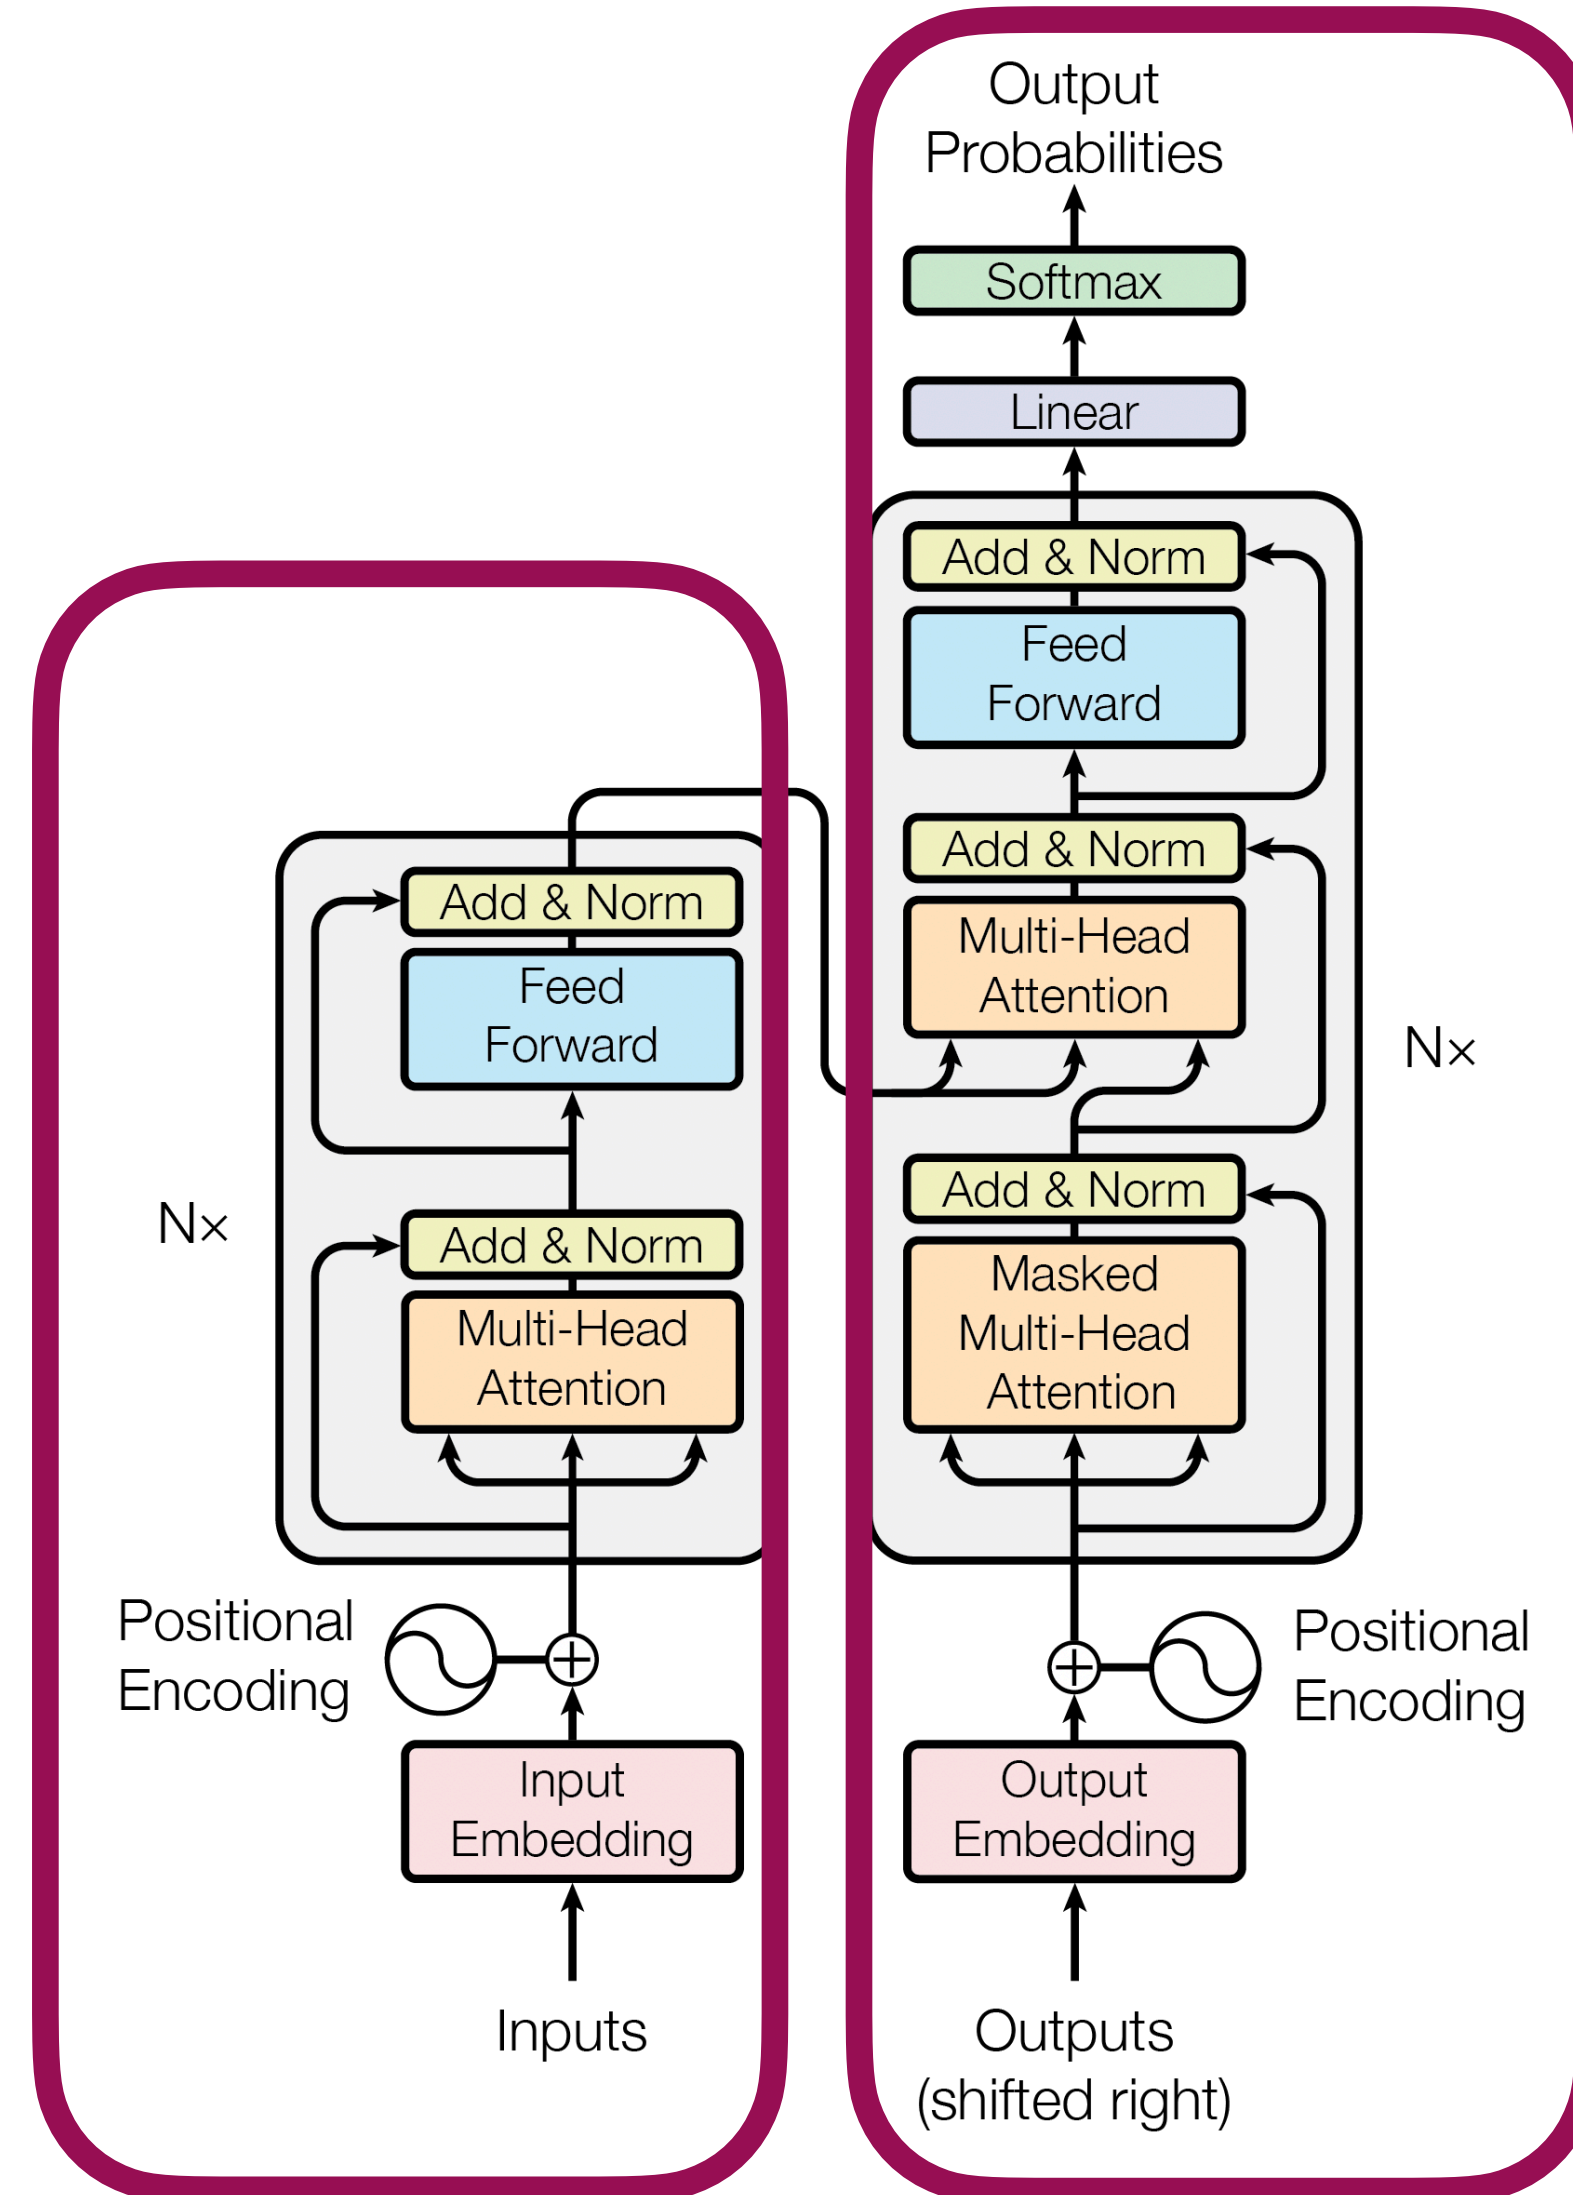 Output
Probabilities
Softmax
Linear
Add & Norm
Feed
Forward
Add & Norm
Multi-Head
Attention
Add & Norm
Masked
Multi-Head
Attention
N×
Positional
Encoding
Output
Embedding
Outputs
(shifted right)
Add & Norm
Feed
Forward
Add & Norm
Multi-Head
Attention
N×
Positional
Encoding
Input
Embedding
Inputs